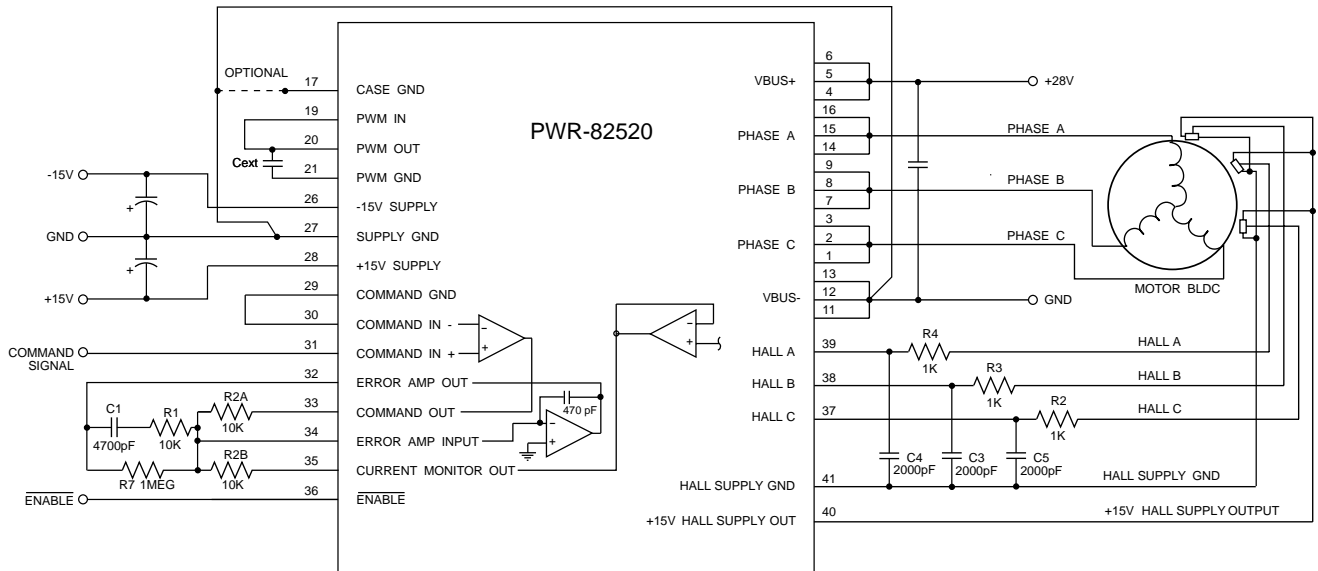 OPTIONAL
17 CASE GND
19 PWM IN
20 PWM OUT
Cext
21 PWM GND
-15V
26 -15V SUPPLY
+
GND
27 SUPPLY GND
+
28 +15V SUPPLY
+15V
29 COMMAND GND
30 COMMAND IN -
COMMAND SIGNAL
31 COMMAND IN +
32 ERROR AMP OUT
33 COMMAND OUT
34 ERROR AMP INPUT
35 CURRENT MONITOR OUT
ENABLE
36 ENABLE
C1
4700pF
R1
10K
R2A
10K
R2B
10K
R7 1MEG
-
+
470 pF
-
+
-
+
PWR-82520
6
VBUS+ 5 +28V
4
16
PHASE A 15 PHASE A
14
9
PHASE B 8 PHASE B
7
3
PHASE C 2 PHASE C
1
MOTOR BLDC
13
VBUS- 12 GND
11
HALL A 39 R4 1K HALL A
HALL B 38 R3 1K HALL B
HALL C 37 R2 1K HALL C
C4
2000pF
C3
2000pF
C5
2000pF
HALL SUPPLY GND 41 HALL SUPPLY GND
+15V HALL SUPPLY OUT 40 +15V HALL SUPPLY OUTPUT